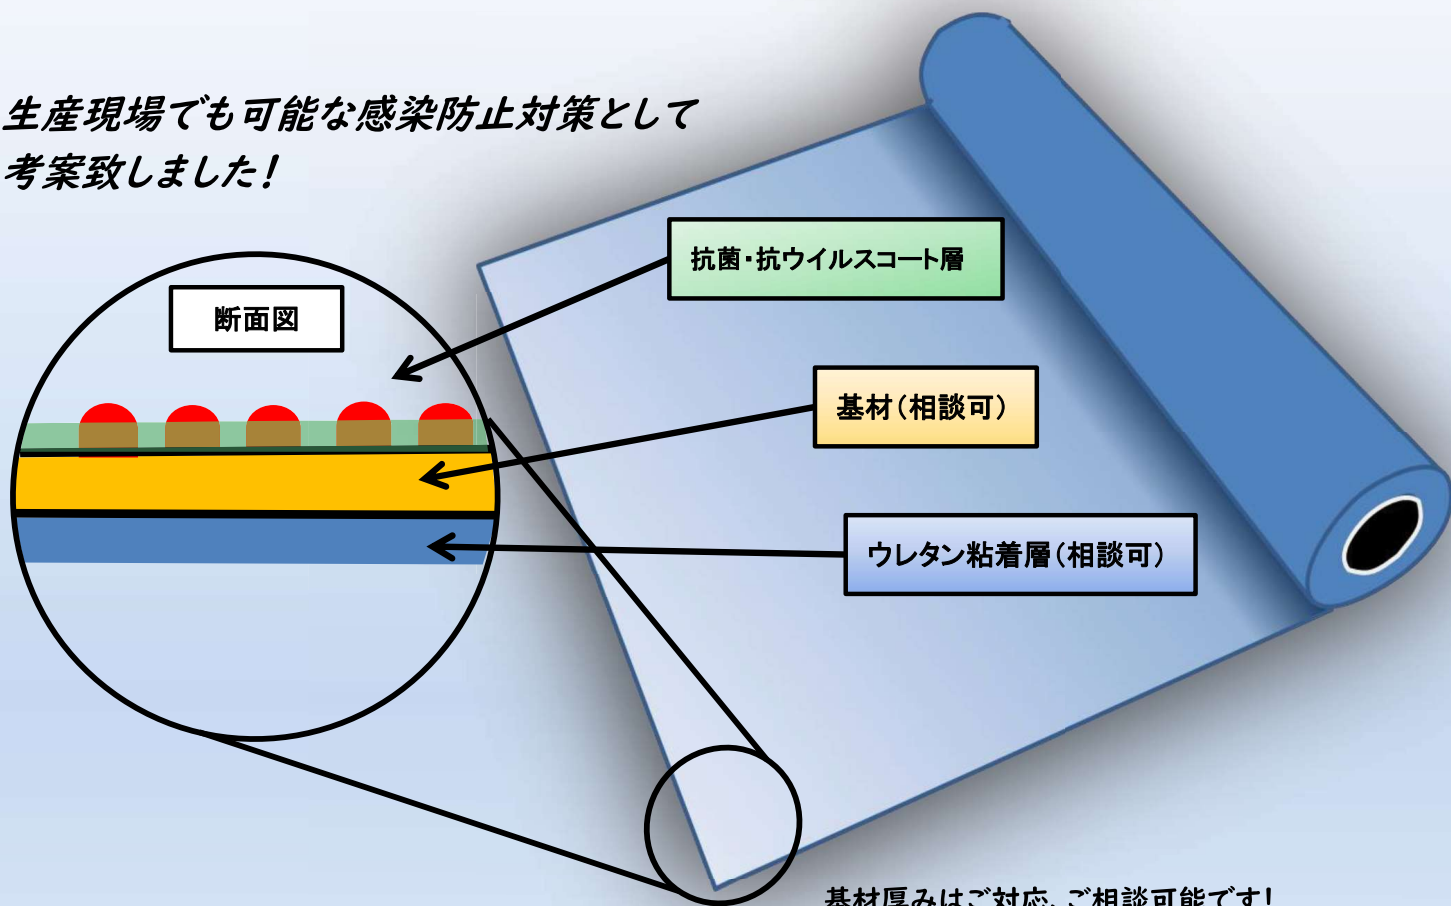 生産現場でも可能な感染防止対策として
考案致しました!
抗菌・抗ウイルスコート層
断面図
基材(相談可)
ウレタン粘着層(相談可)
基材厚みはご対応、ご相談可能です!